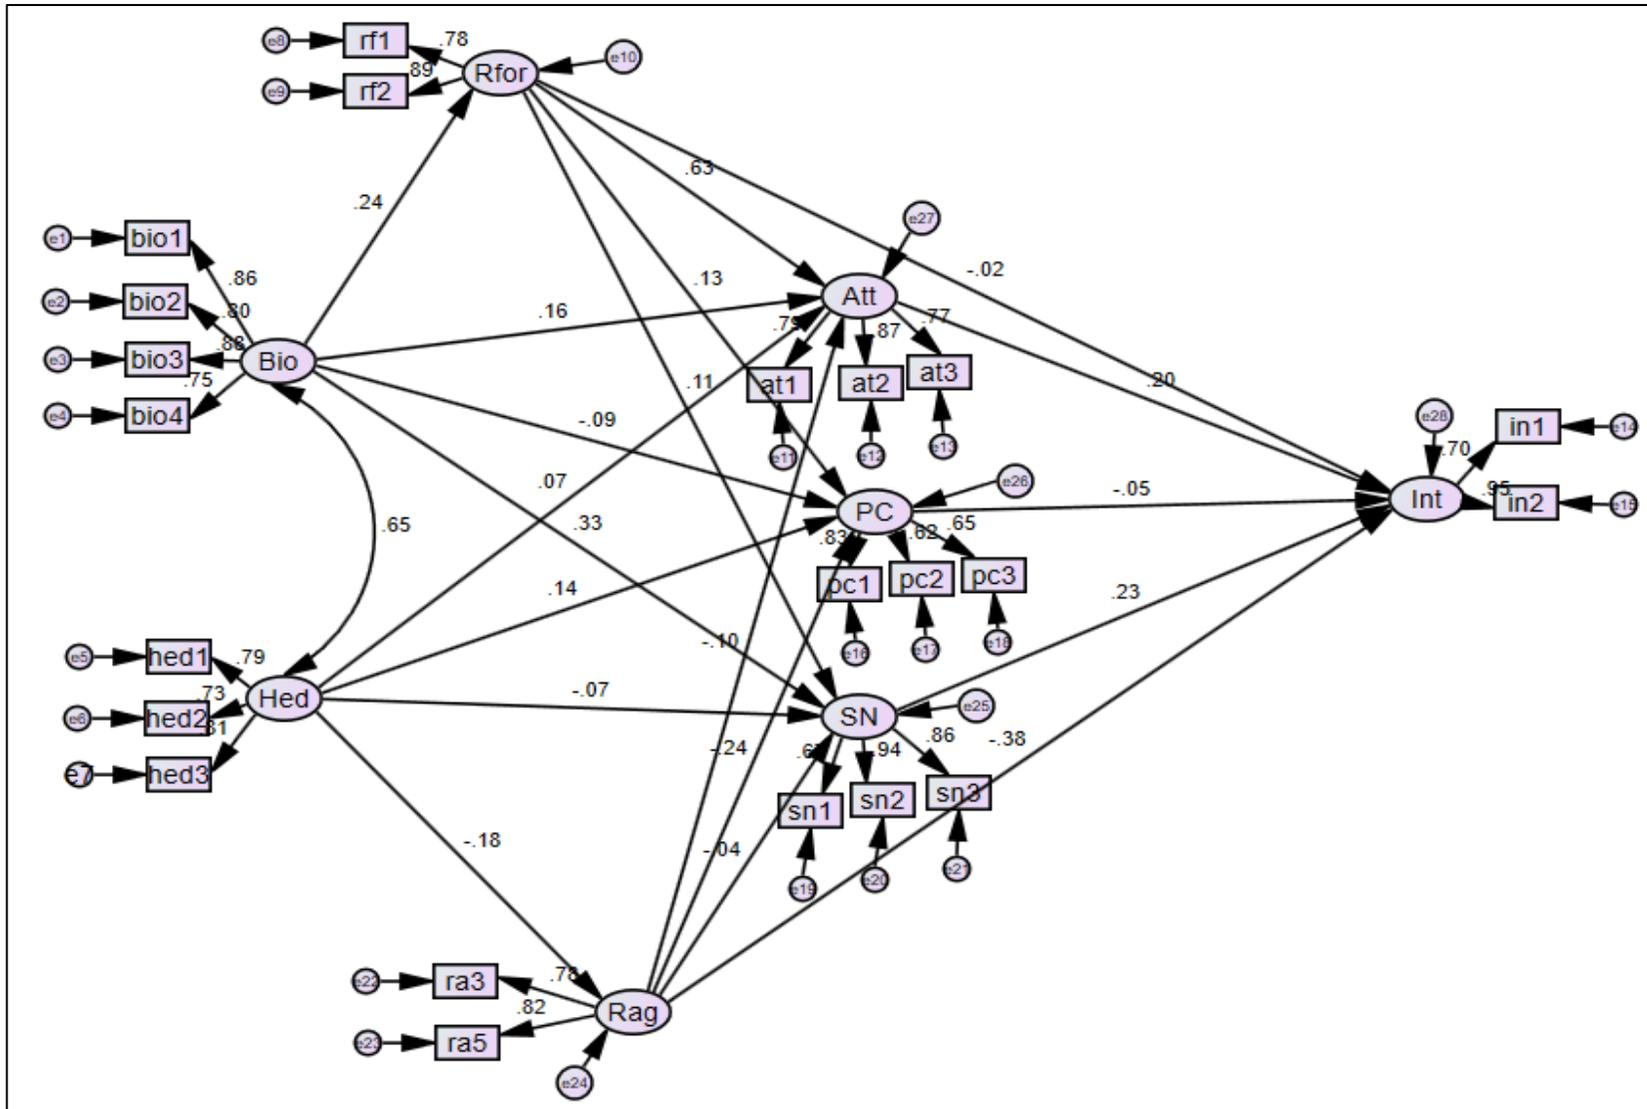 e8
rf1
.78
e10
Rfor
.89
e9
rf2
.63
.24
e27
e1
bio1
-.02
.86
.13
Att
e2
bio2
.80
.16
.79
.87
.77
.88
e3
bio3
Bio
.75
at1
at2
at3
.11
.20
e4
bio4
-.09
e28
in1
e14
e11
e12
e13
.70
e26
.07
-.05
.95
Int
in2
e15
.33
PC
.65
.65
.83
.62
pc1
pc2
pc3
.14
.23
e16
e17
e18
-.10
e5
hed1
.79
.73
Hed
-.07
e25
e6
hed2
SN
.81
-.24
.94
.86
-.38
e7
hed3
sn1
sn2
sn3
-.18
-.04
e19
e20
e21
.78
e22
ra3
.82
Rag
e23
ra5
e24